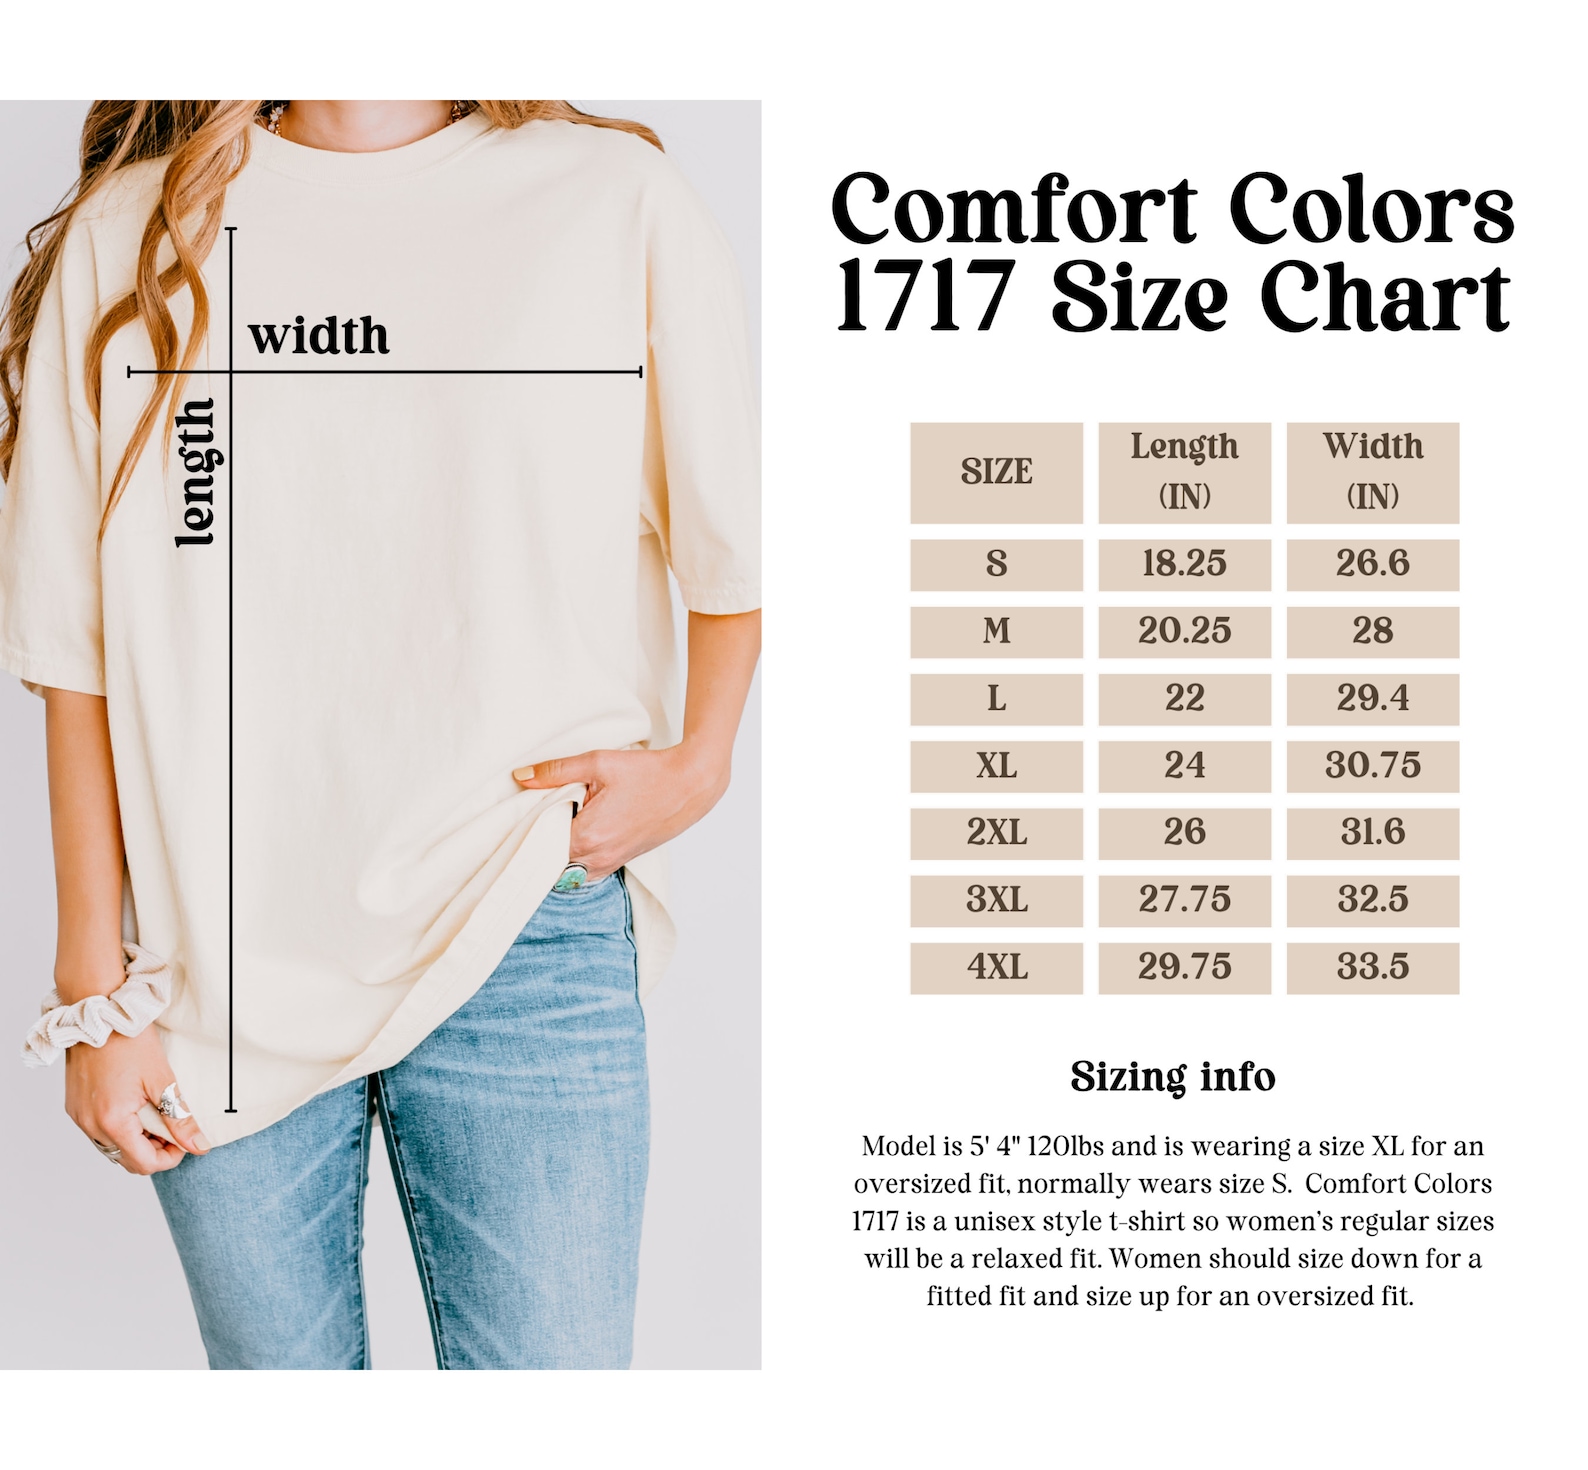 width
length
Comfort Colors
1717 Size Chart
SIZE Length (IN) Width (IN)
S 18.25 26.6
M 20.25 28
L 22 29.4
XL 24 30.75
2XL 26 31.6
3XL 27.75 32.5
4XL 29.75 33.5
Sizing info
Model is 5' 4" 120lbs and is wearing a size XL for an
oversized fit, normally wears size S. Comfort Colors
1717 is a unisex style t-shirt so women’s regular sizes
will be a relaxed fit. Women should size down for a
fitted fit and size up for an oversized fit.